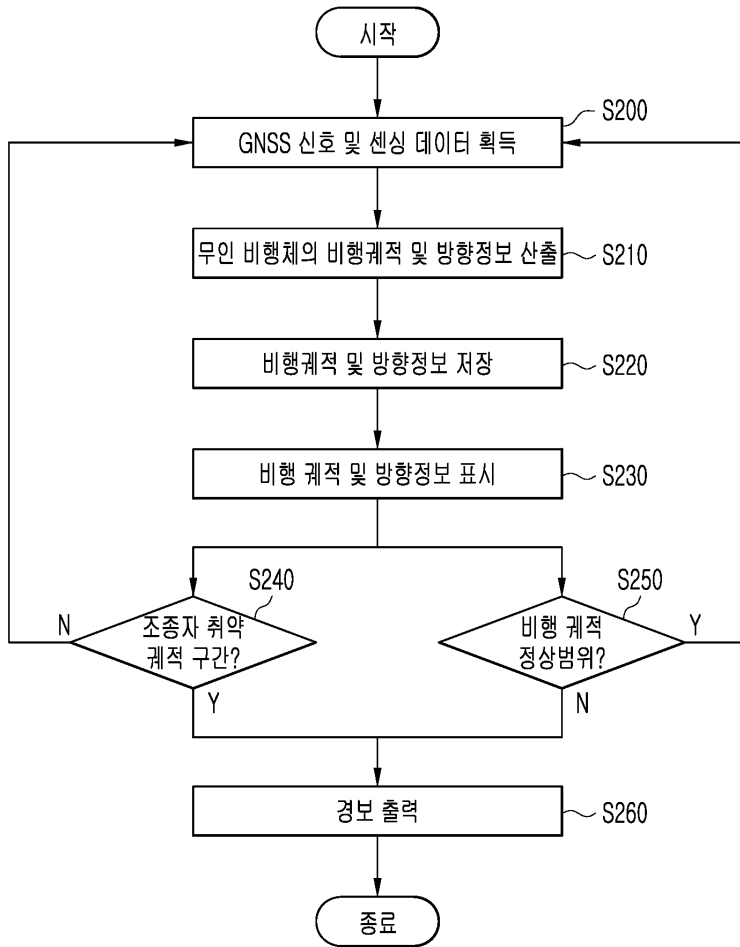 시작
S200
GNSS 신호 및 센싱 데이터 획득
무인 비행체의 비행궤적 및 방향정보 산출
S210
비행궤적 및 방향정보 저장
S220
비행 궤적 및 방향정보 표시
S230
S240
S250
N
조종자 취약
궤적 구간?
비행 궤적
정상범위?
Y
Y
N
경보 출력
S260
종료